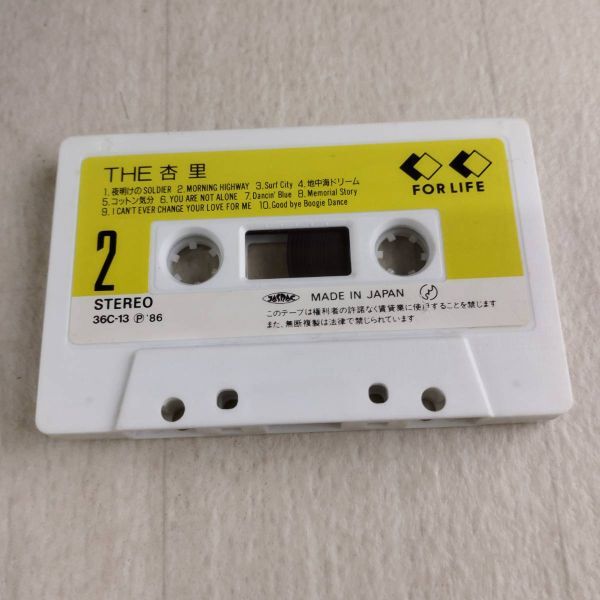 THE 杏里
FOR LIFE
1. 夜明けのSOLDIER 2. MORNING HIGHWAY 3. Surf City 4. 地中海ドリーム
5. コットン気分 6. YOU ARE NOT ALONE 7. Dancin' Blue 8. Memorial Story
9. I CAN'T EVER CHANGE YOUR LOVE FOR ME 10. Good bye Boogie Dance
2
STEREO
36C-13 Ⓟ '86
JASRAC MADE IN JAPAN
このテープは権利者の許諾なく賃貸業に使用することを禁じます
また、無断複製は法律で禁じられています